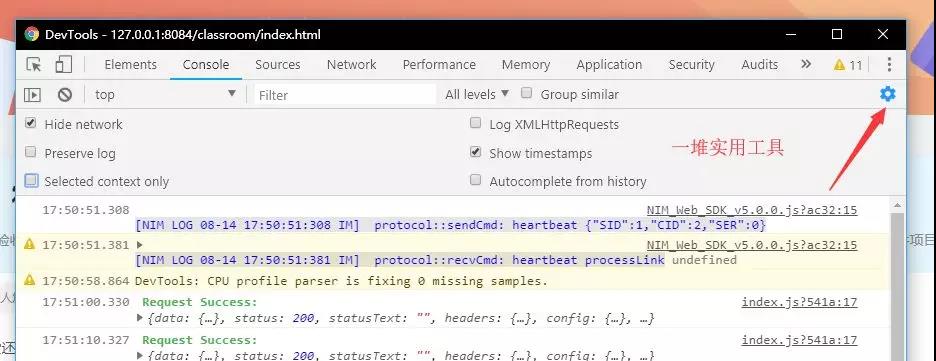 DevTools - 127.0.0.1:8084/classroom/index.html
Elements Console Sources Network Performance Memory Application Security Audits » 11
top Filter All levels Group similar
Hide network Log XMLHttpRequests
Preserve log Show timestamps 一堆实用工具
Selected context only Autocomplete from history
17:50:51.308 NIM_Web_SDK_v5.0.0.js?ac32:15
[NIM LOG 08-14 17:50:51:308 IM] protocol::sendCmd: heartbeat {"SID":1,"CID":2,"SER":0}
17:50:51.381 NIM_Web_SDK_v5.0.0.js?ac32:15
[NIM LOG 08-14 17:50:51:381 IM] protocol::recvCmd: heartbeat processLink undefined
17:50:58.864 DevTools: CPU profile parser is fixing 0 missing samples.
17:51:00.330 Request Success: index.js?541a:17
{data: {…}, status: 200, statusText: "", headers: {…}, config: {…}, …}
17:51:10.327 Request Success: index.js?541a:17
{data: {…}, status: 200, statusText: "", headers: {…}, config: {…}, …}